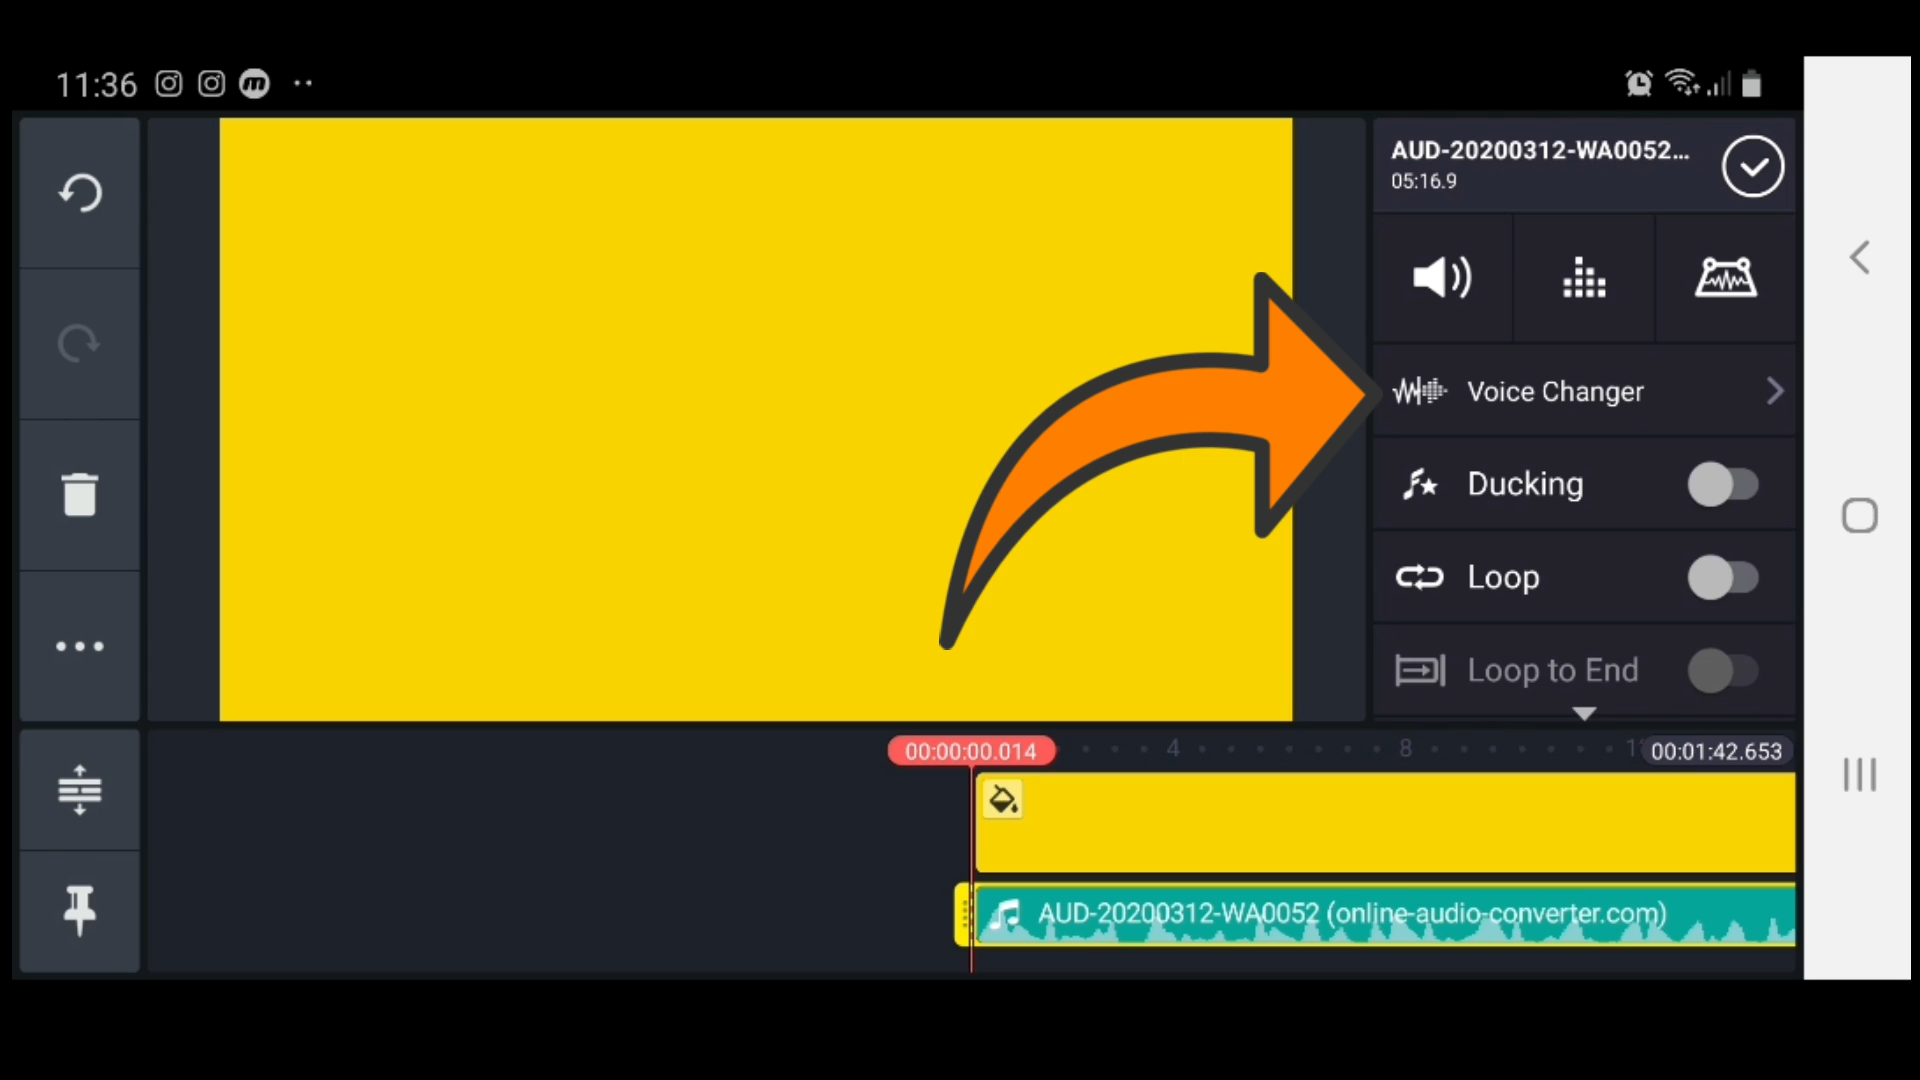 11:36
AUD-20200312-WA0052...
05:16.9
Voice Changer
Ducking
Loop
Loop to End
00:00:00.014
4
8
00:01:42.653
AUD-20200312-WA0052 (online-audio-converter.com)